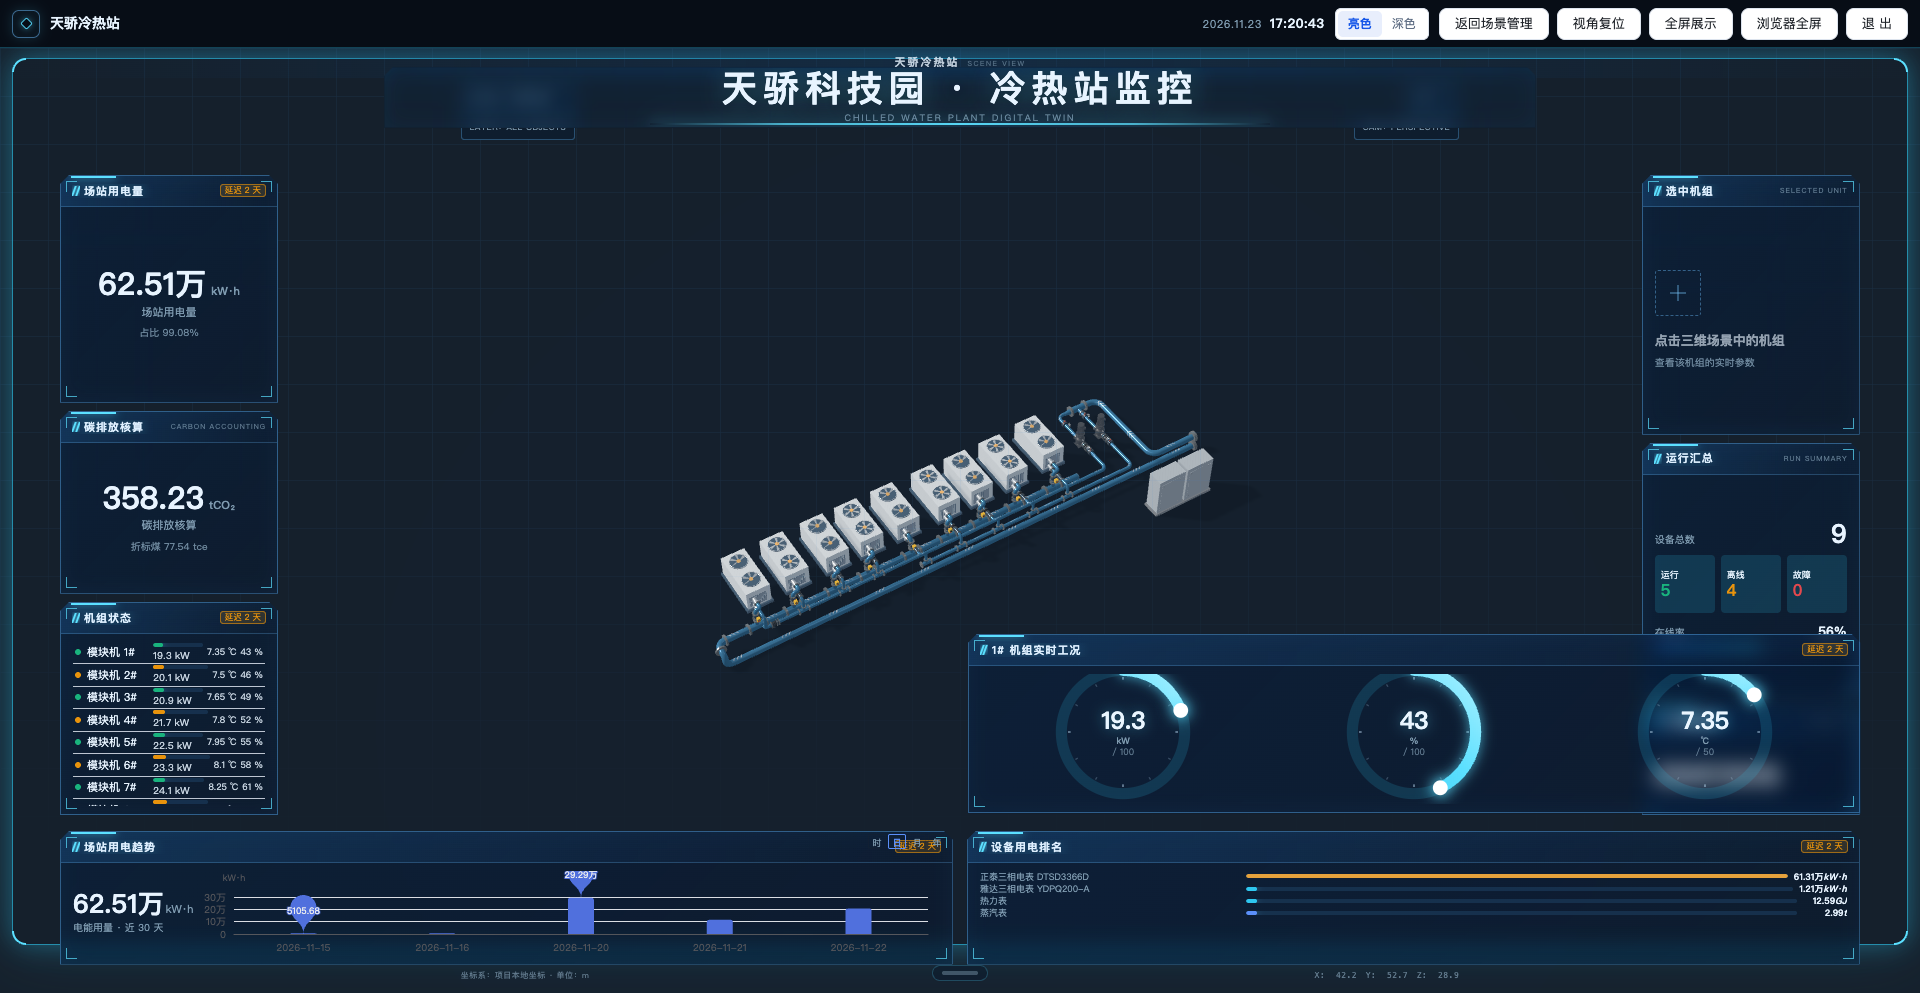 天骄冷热站
2026.11.23 17:20:43 亮色 深色 返回场景管理 视角复位 全屏展示 浏览器全屏 退 出
天骄冷热站 SCENE VIEW
天骄科技园 · 冷热站监控
CHILLED WATER PLANT DIGITAL TWIN
LAYER: ALL OBJECTS
CAM: PERSPECTIVE
场站用电量 延迟 2 天
62.51万 kW·h
场站用电量
占比 99.08%
碳排放核算 CARBON ACCOUNTING
358.23 tCO₂
碳排放核算
折标煤 77.54 tce
机组状态 延迟 2 天
模块机 1# 19.3 kW 7.35 ℃ 43 %
模块机 2# 20.1 kW 7.5 ℃ 46 %
模块机 3# 20.9 kW 7.65 ℃ 49 %
模块机 4# 21.7 kW 7.8 ℃ 52 %
模块机 5# 22.5 kW 7.95 ℃ 55 %
模块机 6# 23.3 kW 8.1 ℃ 58 %
模块机 7# 24.1 kW 8.25 ℃ 61 %
选中机组 SELECTED UNIT
点击三维场景中的机组
查看该机组的实时参数
运行汇总 RUN SUMMARY
设备总数 9
运行 离线 故障
5 4 0
在线率 56%
1# 机组实时工况 延迟 2 天
19.3 kW / 100
43 % / 100
7.35 ℃ / 50
场站用电趋势 时 日 月 年 延迟 2 天
62.51万 kW·h
电能用量 · 近 30 天
kW·h
30万
20万
10万
0
5105.68
29.29万
2026-11-15 2026-11-16 2026-11-20 2026-11-21 2026-11-22
设备用电排名 延迟 2 天
正泰三相电表 DTSD3366D 61.31万kW·h
雅达三相电表 YDPQ200-A 1.21万kW·h
热力表 12.59GJ
蒸汽表 2.99t
坐标系: 项目本地坐标 · 单位: m
X: 42.2 Y: 52.7 Z: 28.9